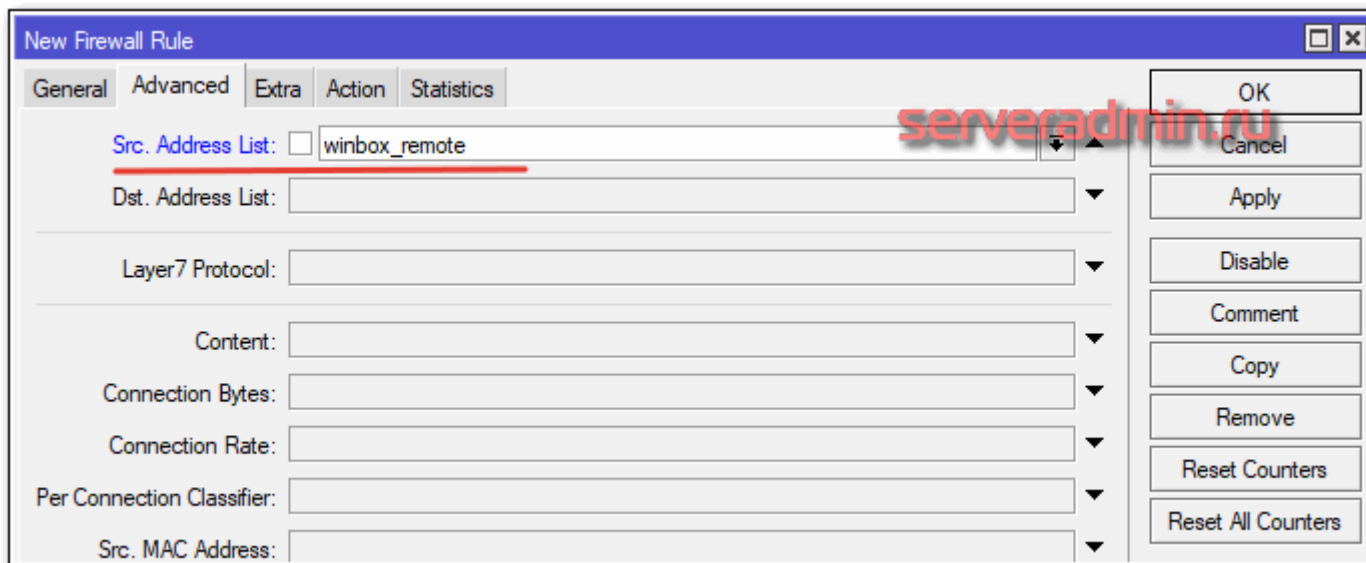 New Firewall Rule
General Advanced Extra Action Statistics
OK
serveradmin.ru
Src. Address List: winbox_remote
Cancel
Dst. Address List:
Apply
Layer7 Protocol:
Disable
Comment
Content:
Copy
Connection Bytes:
Remove
Connection Rate:
Reset Counters
Per Connection Classifier:
Reset All Counters
Src. MAC Address: